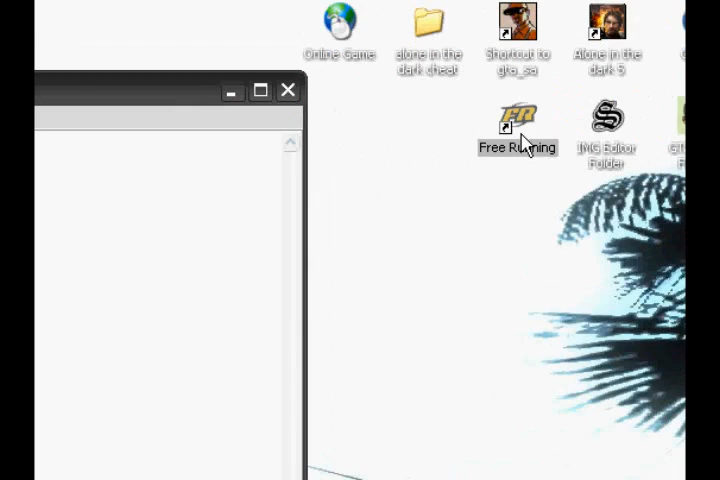 Online Game
alone in the
dark cheat
Shortcut to
gta_sa
Alone in the
dark 5
FR
Free Running
IMG Editor
Folder